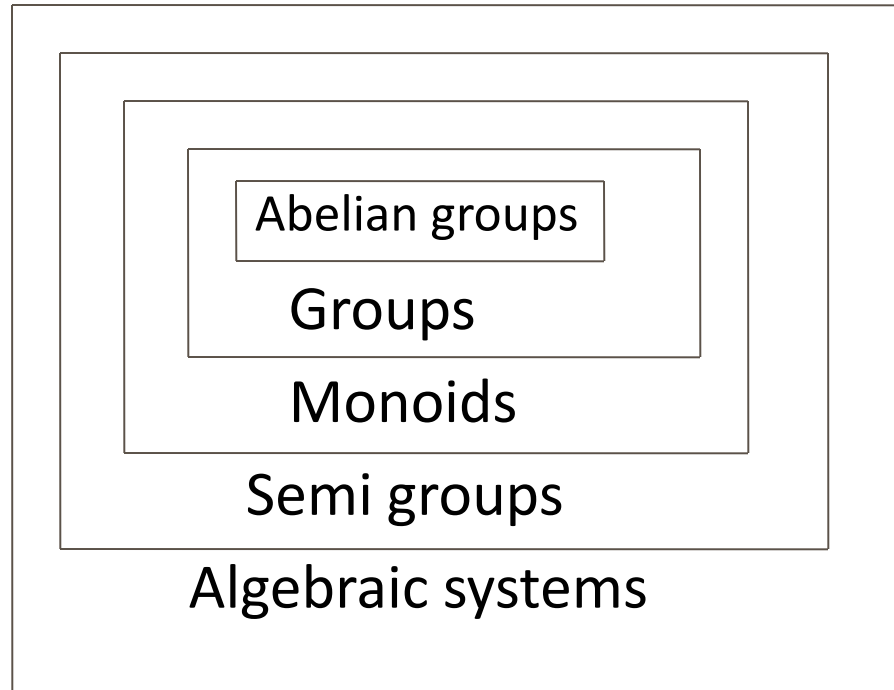 Abelian groups
Groups
Monoids
Semi groups
Algebraic systems